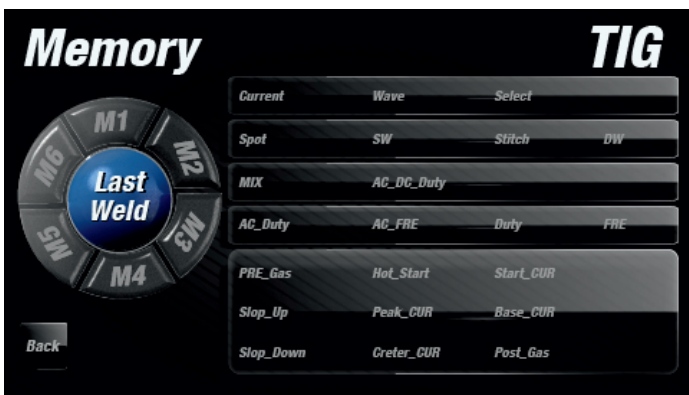 Memory TIG
M1
M2
M3
M4
M5
M6
Last
Weld
Back
Current Wave Select
Spot SW Stitch DW
MIX AC_DC_Duty
AC_Duty AC_FRE Duty FRE
PRE_Gas Hot_Start Start_CUR
Slop_Up Peak_CUR Base_CUR
Slop_Down Creter_CUR Post_Gas